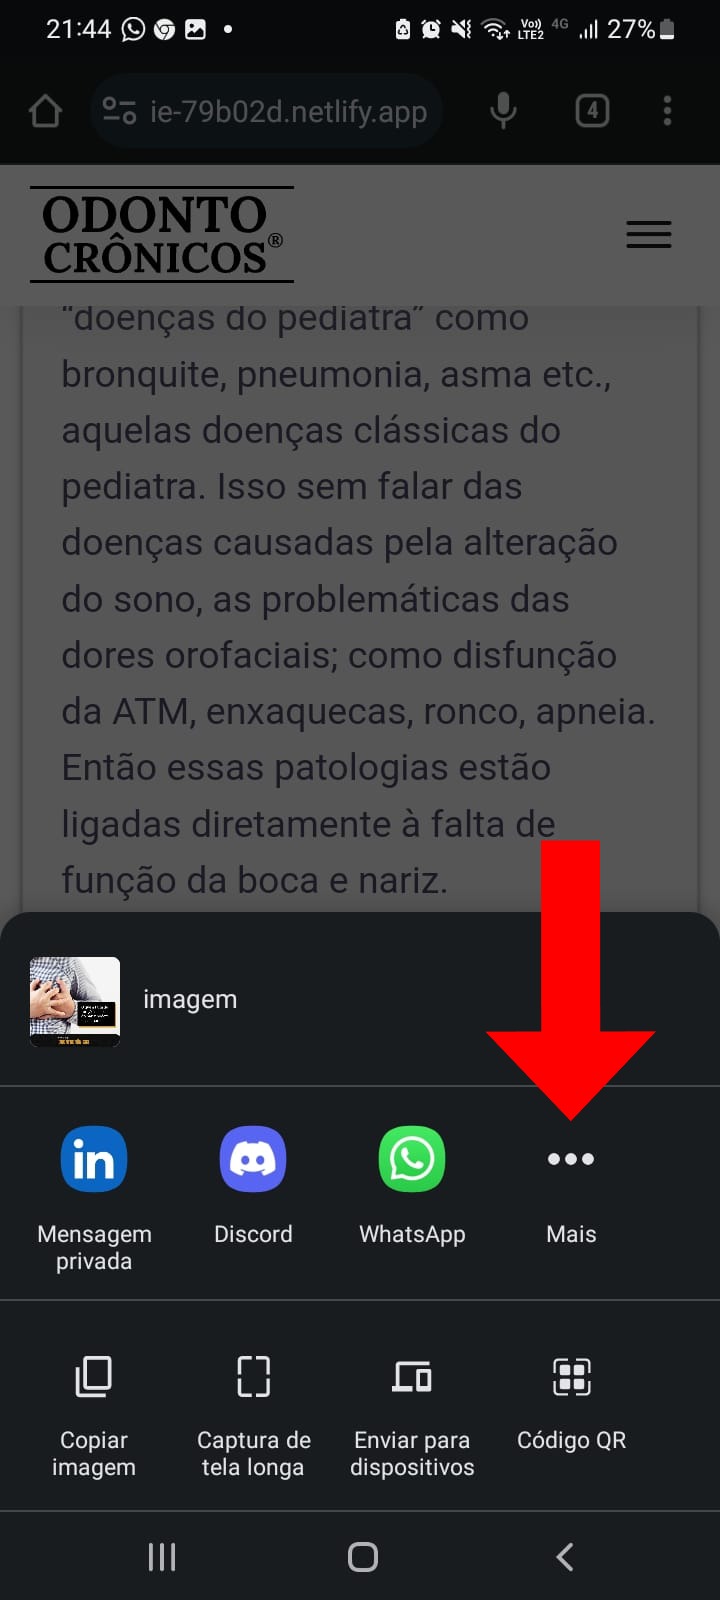 21:44
Vo)) LTE2 4G 27%
ie-79b02d.netlify.app 4
ODONTO
CRÔNICOS®
“doenças do pediatra” como
bronquite, pneumonia, asma etc.,
aquelas doenças clássicas do
pediatra. Isso sem falar das
doenças causadas pela alteração
do sono, as problemáticas das
dores orofaciais; como disfunção
da ATM, enxaquecas, ronco, apneia.
Então essas patologias estão
ligadas diretamente à falta de
função da boca e nariz.
imagem
in
Mensagem
privada
Discord
WhatsApp
Mais
Copiar
imagem
Captura de
tela longa
Enviar para
dispositivos
Código QR